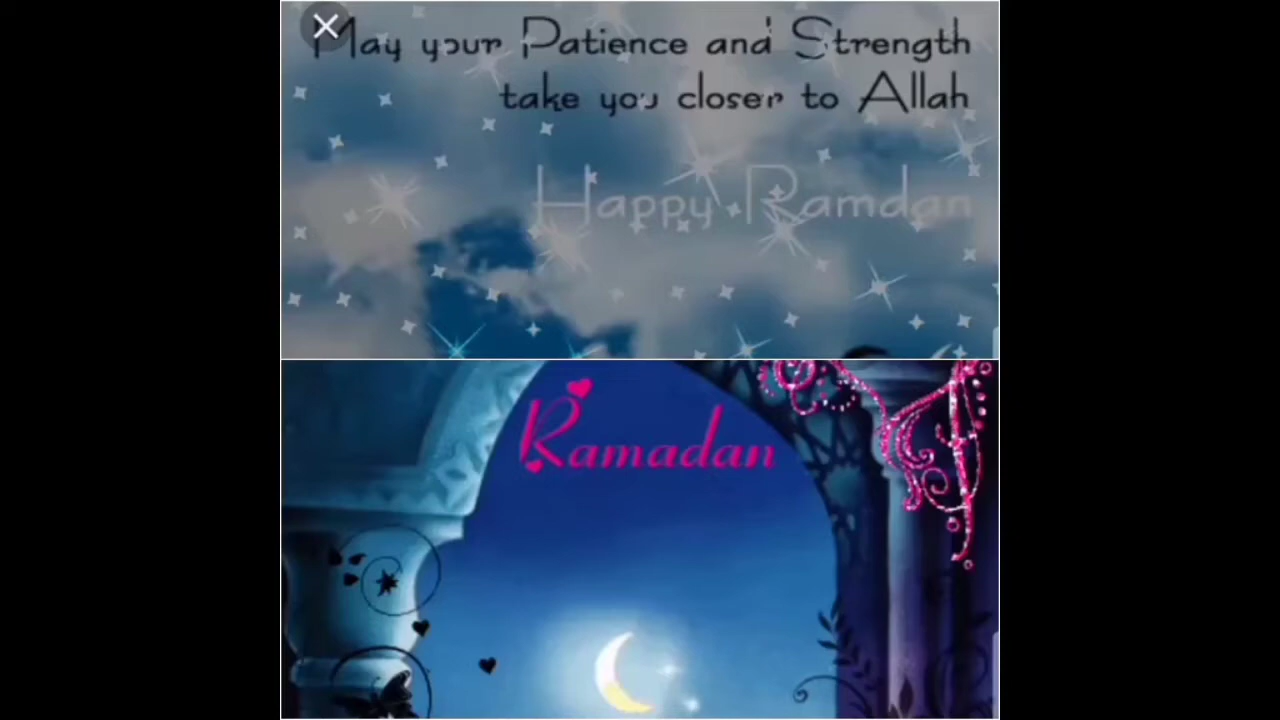 May your Patience and Strength
take you closer to Allah
Happy Ramdan
Ramadan